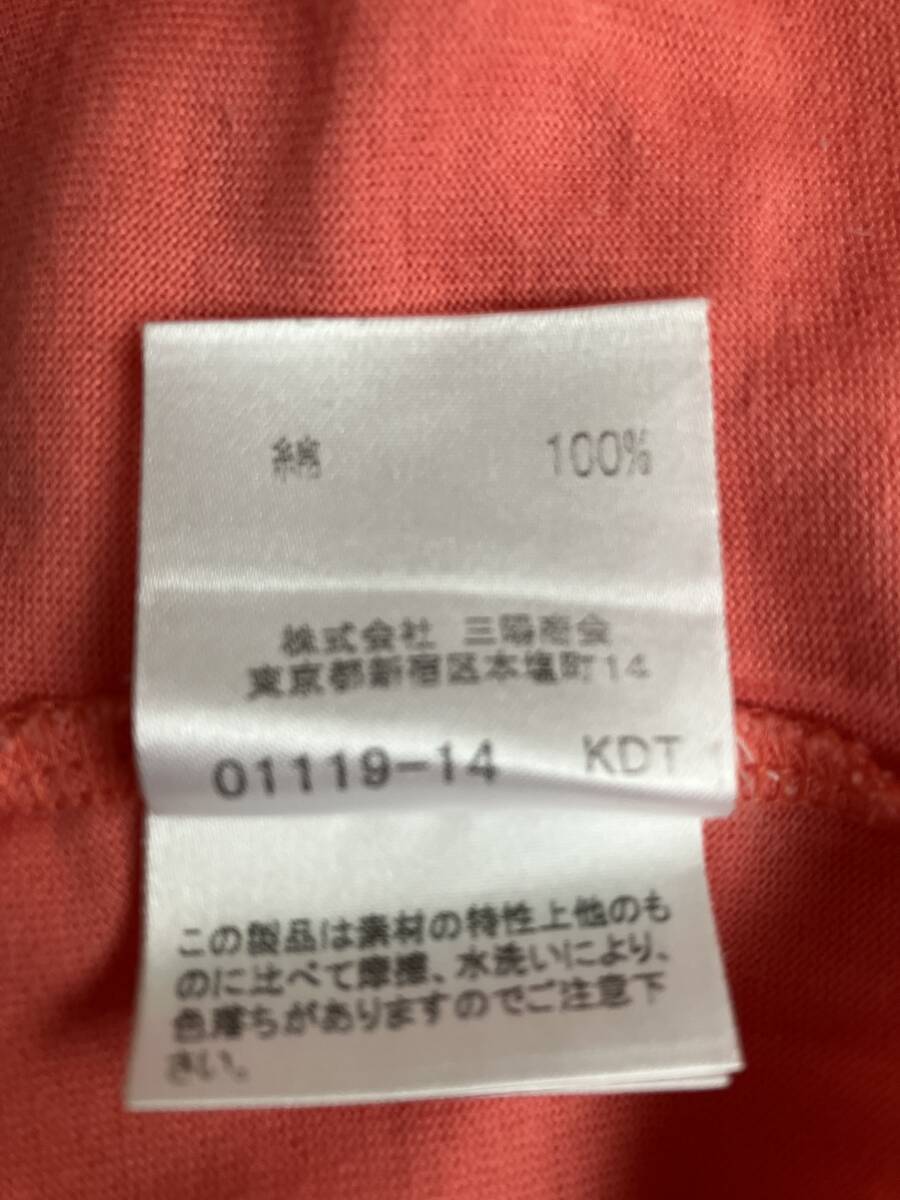 綿 100%
株式会社 三陽商会
東京都新宿区本塩町14
01119-14 KDT
この製品は素材の特性上他のも
のに比べて摩擦、水洗いにより、
色落ちがありますのでご注意下
さい。